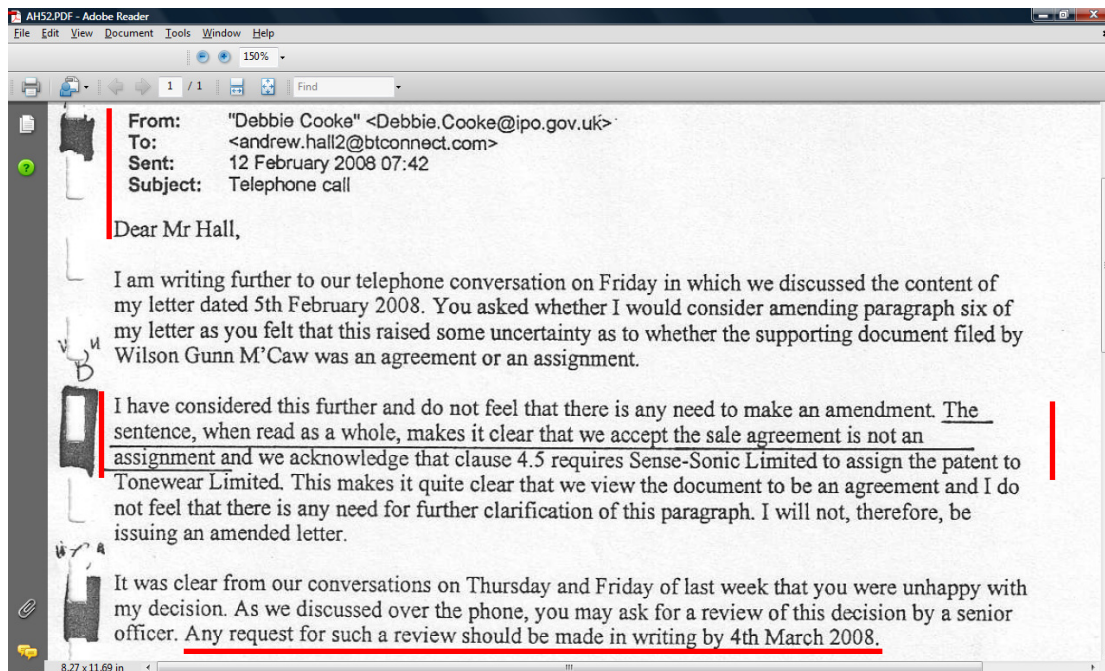 AH52.PDF - Adobe Reader
File Edit View Document Tools Window Help
150%
1 / 1 Find
From: "Debbie Cooke" <Debbie.Cooke@ipo.gov.uk>
To: <andrew.hall2@btconnect.com>
Sent: 12 February 2008 07:42
Subject: Telephone call
Dear Mr Hall,
I am writing further to our telephone conversation on Friday in which we discussed the content of
my letter dated 5th February 2008. You asked whether I would consider amending paragraph six of
my letter as you felt that this raised some uncertainty as to whether the supporting document filed by
Wilson Gunn M'Caw was an agreement or an assignment.
I have considered this further and do not feel that there is any need to make an amendment. The
sentence, when read as a whole, makes it clear that we accept the sale agreement is not an
assignment and we acknowledge that clause 4.5 requires Sense-Sonic Limited to assign the patent to
Tonewear Limited. This makes it quite clear that we view the document to be an agreement and I do
not feel that there is any need for further clarification of this paragraph. I will not, therefore, be
issuing an amended letter.
It was clear from our conversations on Thursday and Friday of last week that you were unhappy with
my decision. As we discussed over the phone, you may ask for a review of this decision by a senior
officer. Any request for such a review should be made in writing by 4th March 2008.
8.27 x 11.69 in